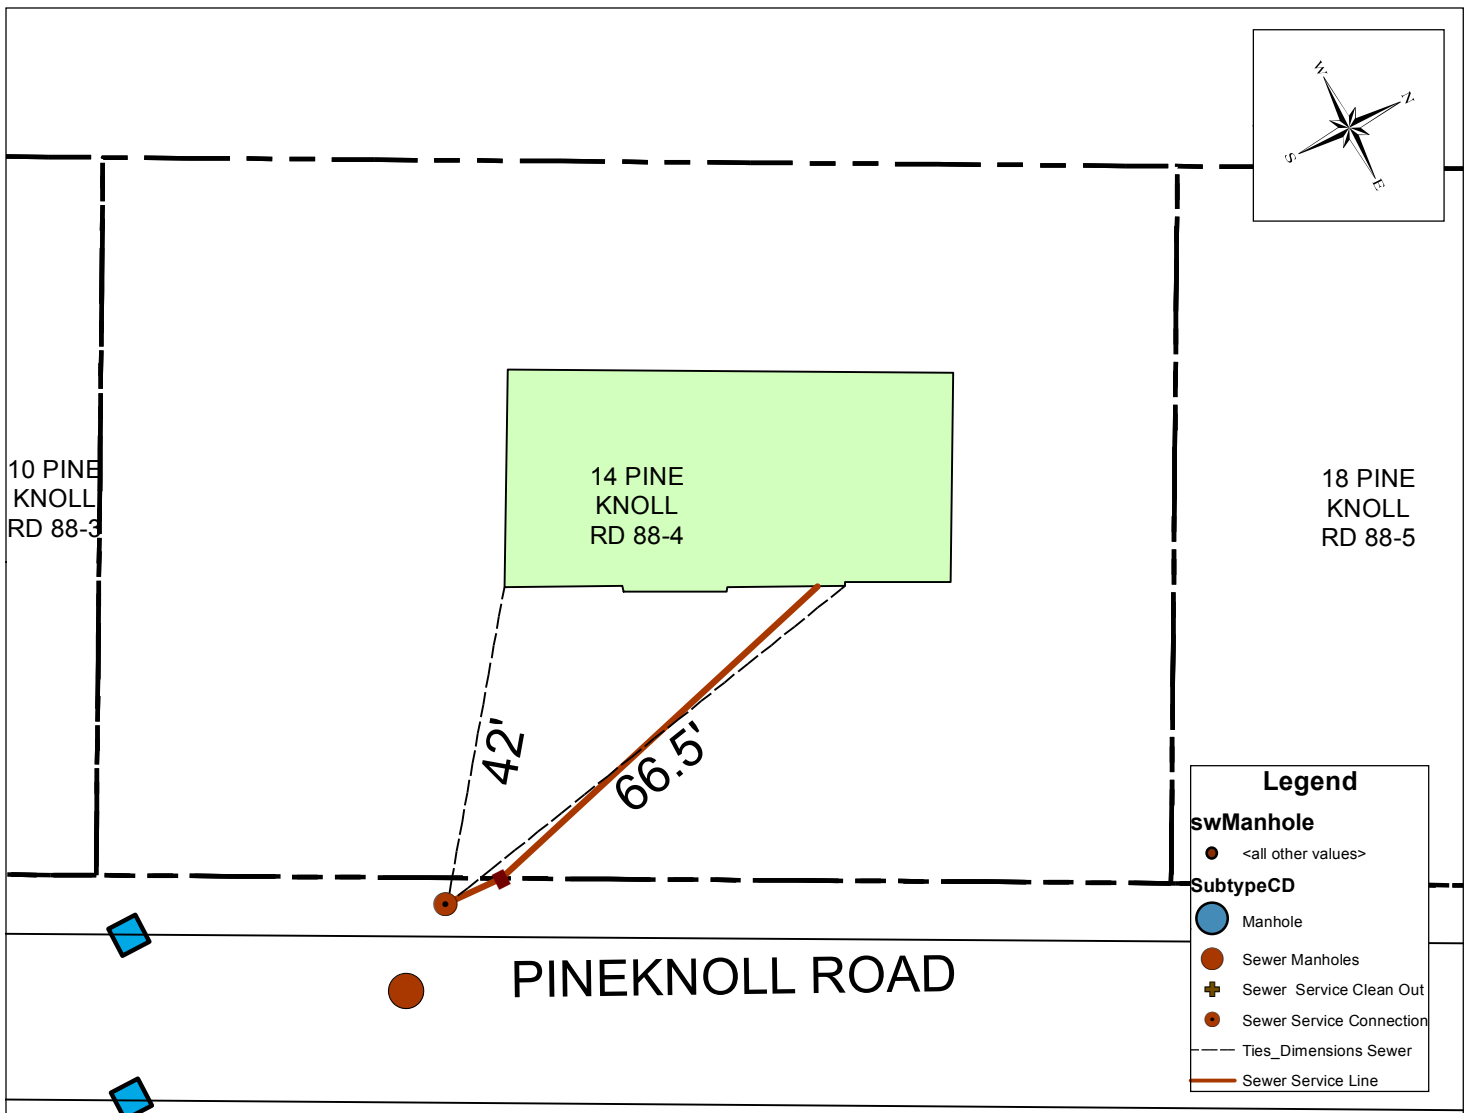 W
N
S
E
10 PINE
KNOLL
RD 88-3
14 PINE
KNOLL
RD 88-4
18 PINE
KNOLL
RD 88-5
42'
66.5'
PINEKNOLL ROAD
Legend
swManhole
<all other values>
SubtypeCD
Manhole
Sewer Manholes
Sewer Service Clean Out
Sewer Service Connection
Ties_Dimensions Sewer
Sewer Service Line